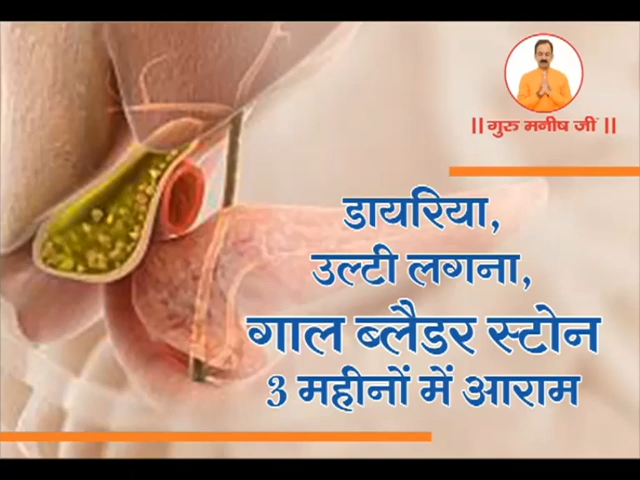 || गुरु मनीष जीं ||
डायरिया,
उल्टी लगना,
गाल ब्लैडर स्टोन
3 महीनों में आराम